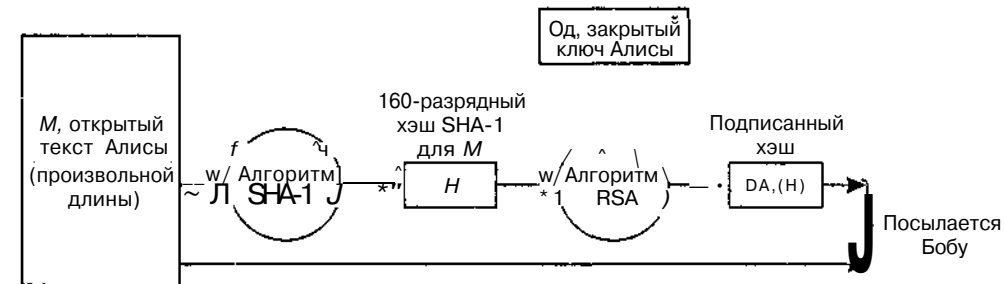 Од, закрытый
ключ Алисы
М, открытый
текст Алисы
(произвольной
длины)
Алгоритм
SHA-1
160-разрядный
хэш SHA-1
для М
H
Алгоритм
RSA
Подписанный
хэш
DA,(H)
Посылается
Бобу